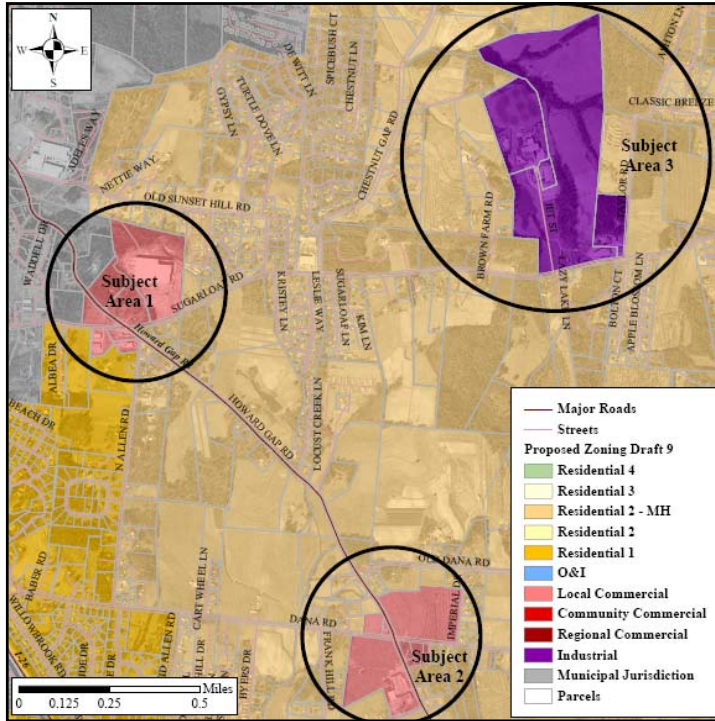 N
W
E
S
ADELES WAY
NETTIE WAY
GYPSY LN
TURTLE DOVE LN
DE WITT LN
SPICEBUSH CT
CHESTNUT LN
CHESTNUT GAP RD
ASHTON LN
CLASSIC BREEZE
Subject
Area 3
OLD SUNSET HILL RD
WADDELL DR
Subject
Area 1
SUGARLOAF RD
KRISTEY LN
LESLIE WAY
SUGARLOAF LN
KIM LN
BROWN FARM RD
JET ST
LAZY LAKE LN
BOLTON CT
APPLE BLOSSOM LN
ALBEA DR
BEACH DR
N ALLEN RD
HOWARD GAP RD
LOCUST CREEK LN
BABER RD
WILLOWBROOK RD
I-26
CART WHEEL LN
BYERS DR
DANA RD
FRANK HILL
OLD DANA RD
IMPERIAL D
Subject
Area 2
Major Roads
Streets
Proposed Zoning Draft 9
Residential 4
Residential 3
Residential 2 - MH
Residential 2
Residential 1
O&I
Local Commercial
Community Commercial
Regional Commercial
Industrial
Municipal Jurisdiction
Parcels
Miles
0 0.125 0.25 0.5